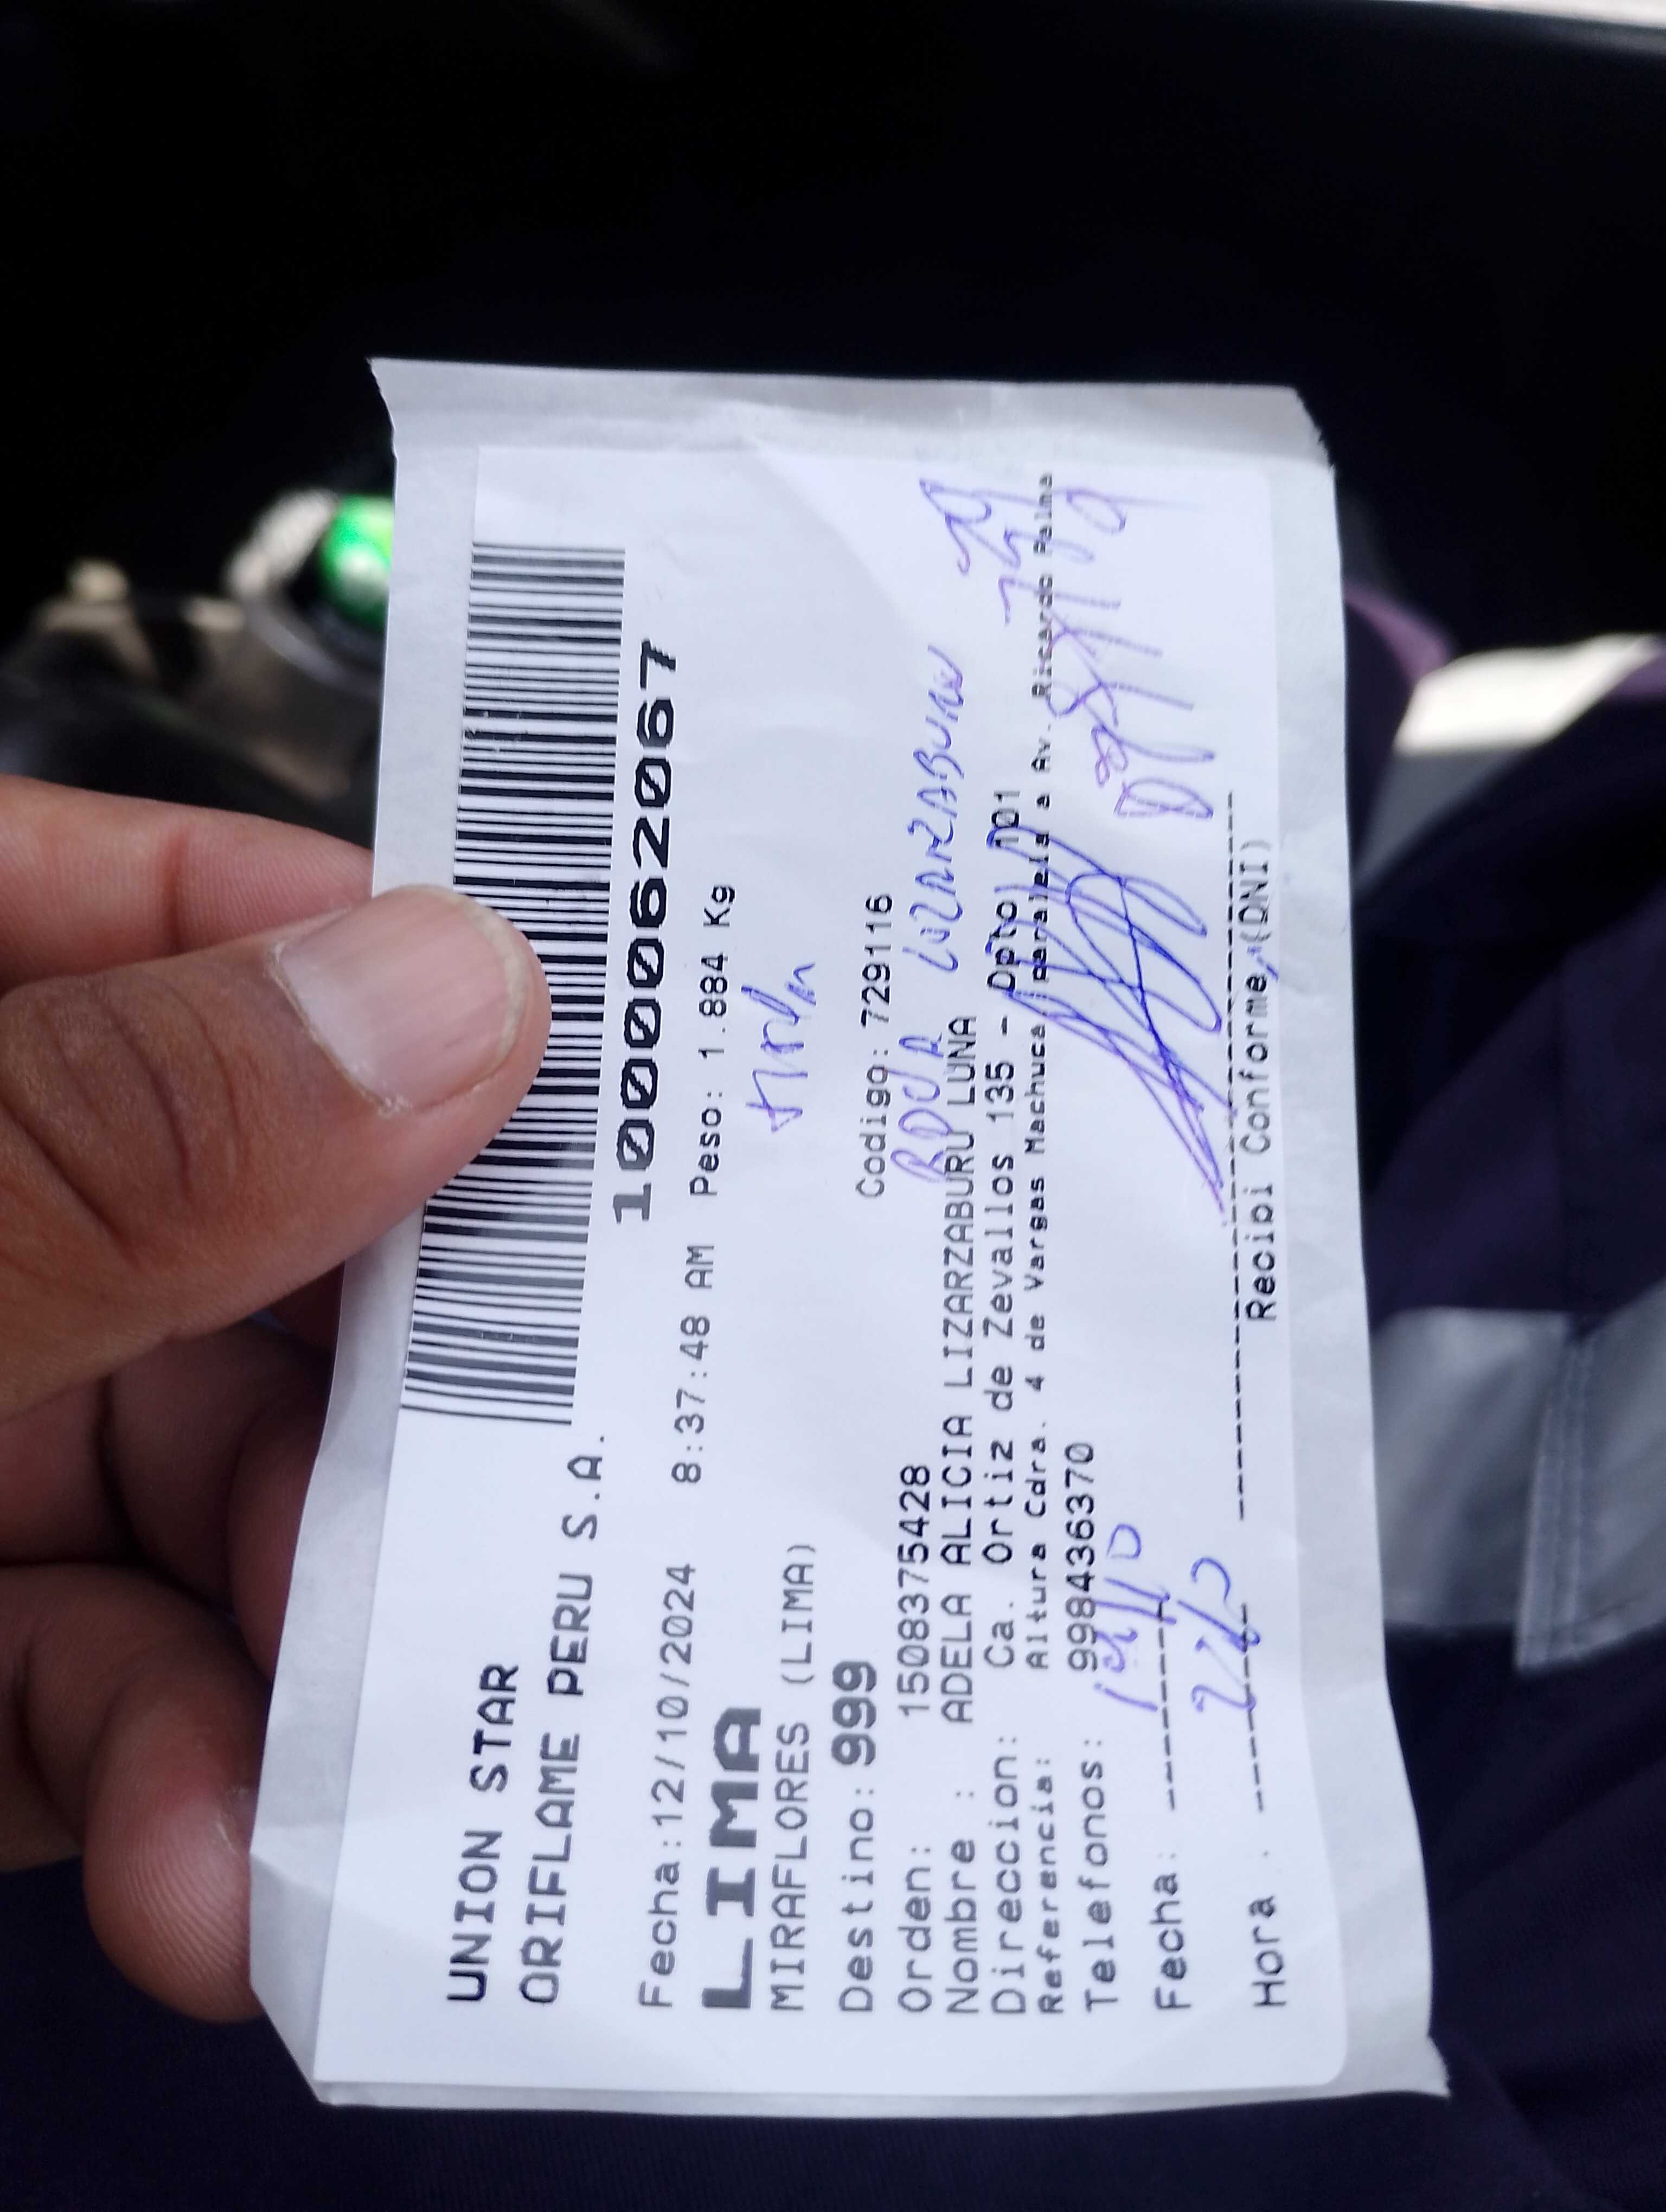 UNION STAR
ORIFLAME PERU S.A.
1000062067
Fecha:12/10/2024 8:37:48 AM Peso: 1.884 Kg
LIMA
MIRAFLORES (LIMA)
Destino: 999 Codigo: 729116
Orden: 1508375428
Nombre : ADELA ALICIA LIZARZABURU LUNA
Direccion: Ca. Ortiz de Zevallos 135 - Dpto 101
Referencia: Altura Cdra. 4 de Vargas Machuca, paralela a Av. Ricardo Palma
Telefonos: 998436370
Fecha:
Hora :
Recibi Conforme, (DNI)